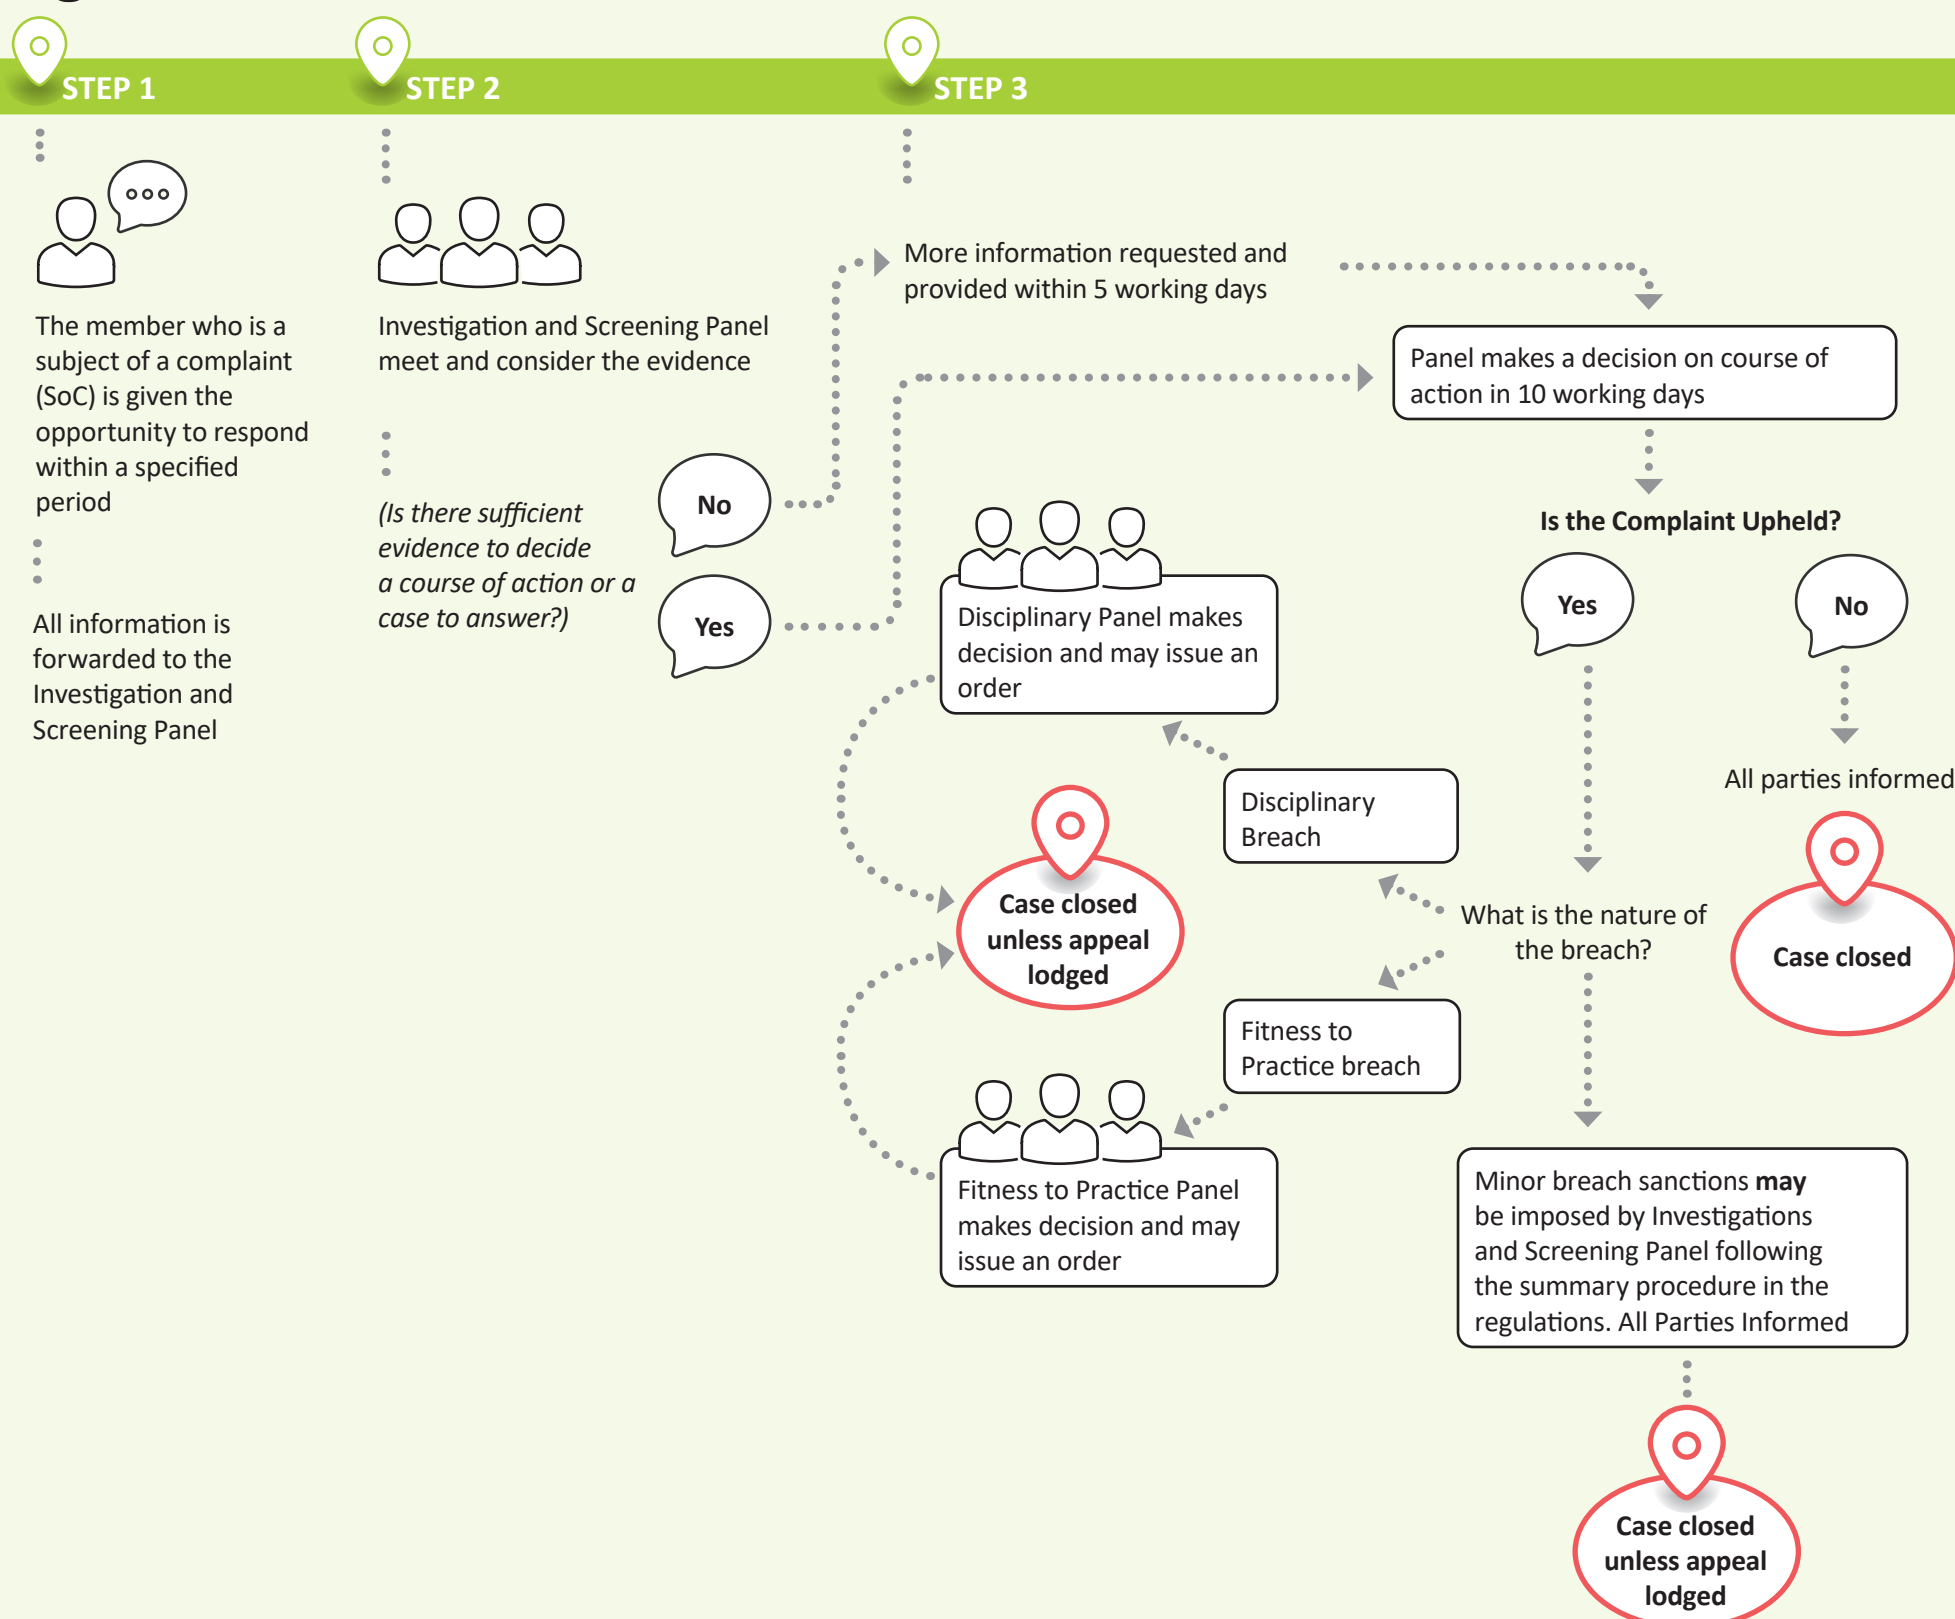 STEP 1
STEP 2
STEP 3
The member who is a
subject of a complaint
(SoC) is given the
opportunity to respond
within a specified
period
All information is
forwarded to the
Investigation and
Screening Panel
Investigation and Screening Panel
meet and consider the evidence
(Is there sufficient
evidence to decide
a course of action or a
case to answer?)
No
Yes
More information requested and
provided within 5 working days
Panel makes a decision on course of
action in 10 working days
Is the Complaint Upheld?
Yes
No
All parties informed
Case closed
What is the nature of
the breach?
Disciplinary
Breach
Disciplinary Panel makes
decision and may issue an
order
Case closed
unless appeal
lodged
Fitness to
Practice breach
Fitness to Practice Panel
makes decision and may
issue an order
Minor breach sanctions may
be imposed by Investigations
and Screening Panel following
the summary procedure in the
regulations. All Parties Informed
Case closed
unless appeal
lodged